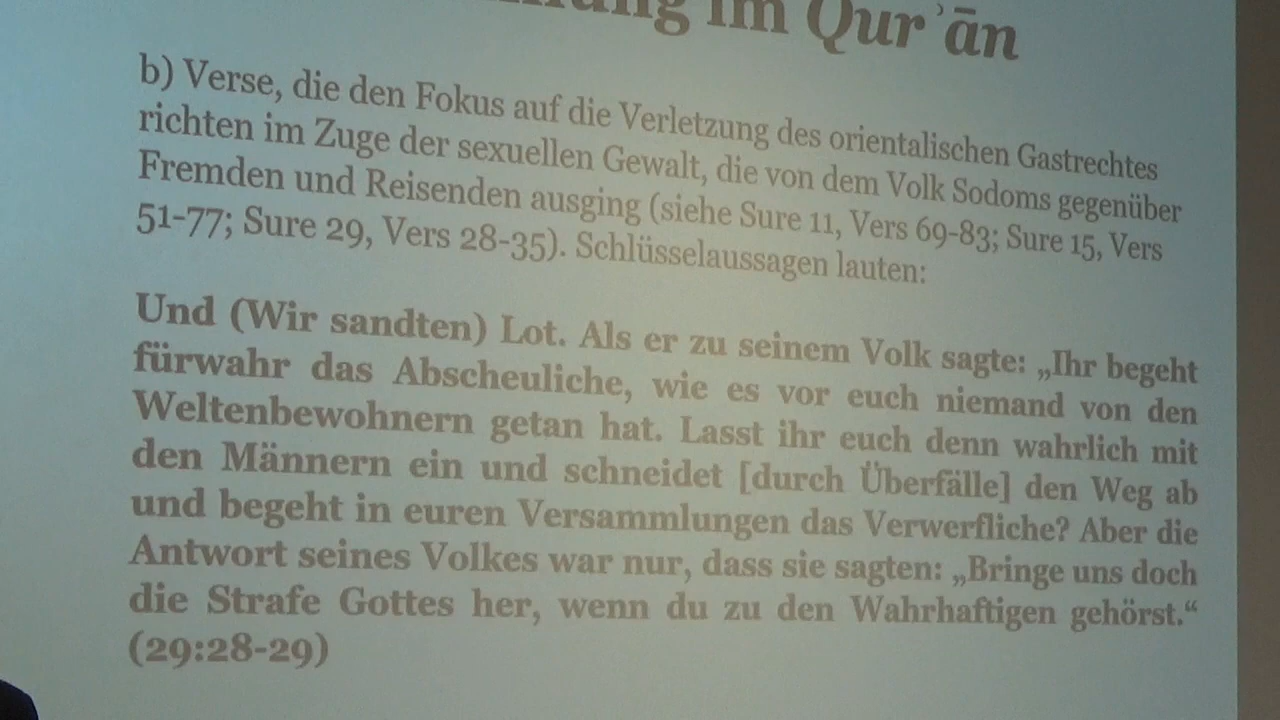 im Qurʾān
b) Verse, die den Fokus auf die Verletzung des orientalischen Gastrechtes
richten im Zuge der sexuellen Gewalt, die von dem Volk Sodoms gegenüber
Fremden und Reisenden ausging (siehe Sure 11, Vers 69-83; Sure 15, Vers
51-77; Sure 29, Vers 28-35). Schlüsselaussagen lauten:
Und (Wir sandten) Lot. Als er zu seinem Volk sagte: „Ihr begeht
fürwahr das Abscheuliche, wie es vor euch niemand von den
Weltenbewohnern getan hat. Lasst ihr euch denn wahrlich mit
den Männern ein und schneidet [durch Überfälle] den Weg ab
und begeht in euren Versammlungen das Verwerfliche? Aber die
Antwort seines Volkes war nur, dass sie sagten: „Bringe uns doch
die Strafe Gottes her, wenn du zu den Wahrhaftigen gehörst.“
(29:28-29)